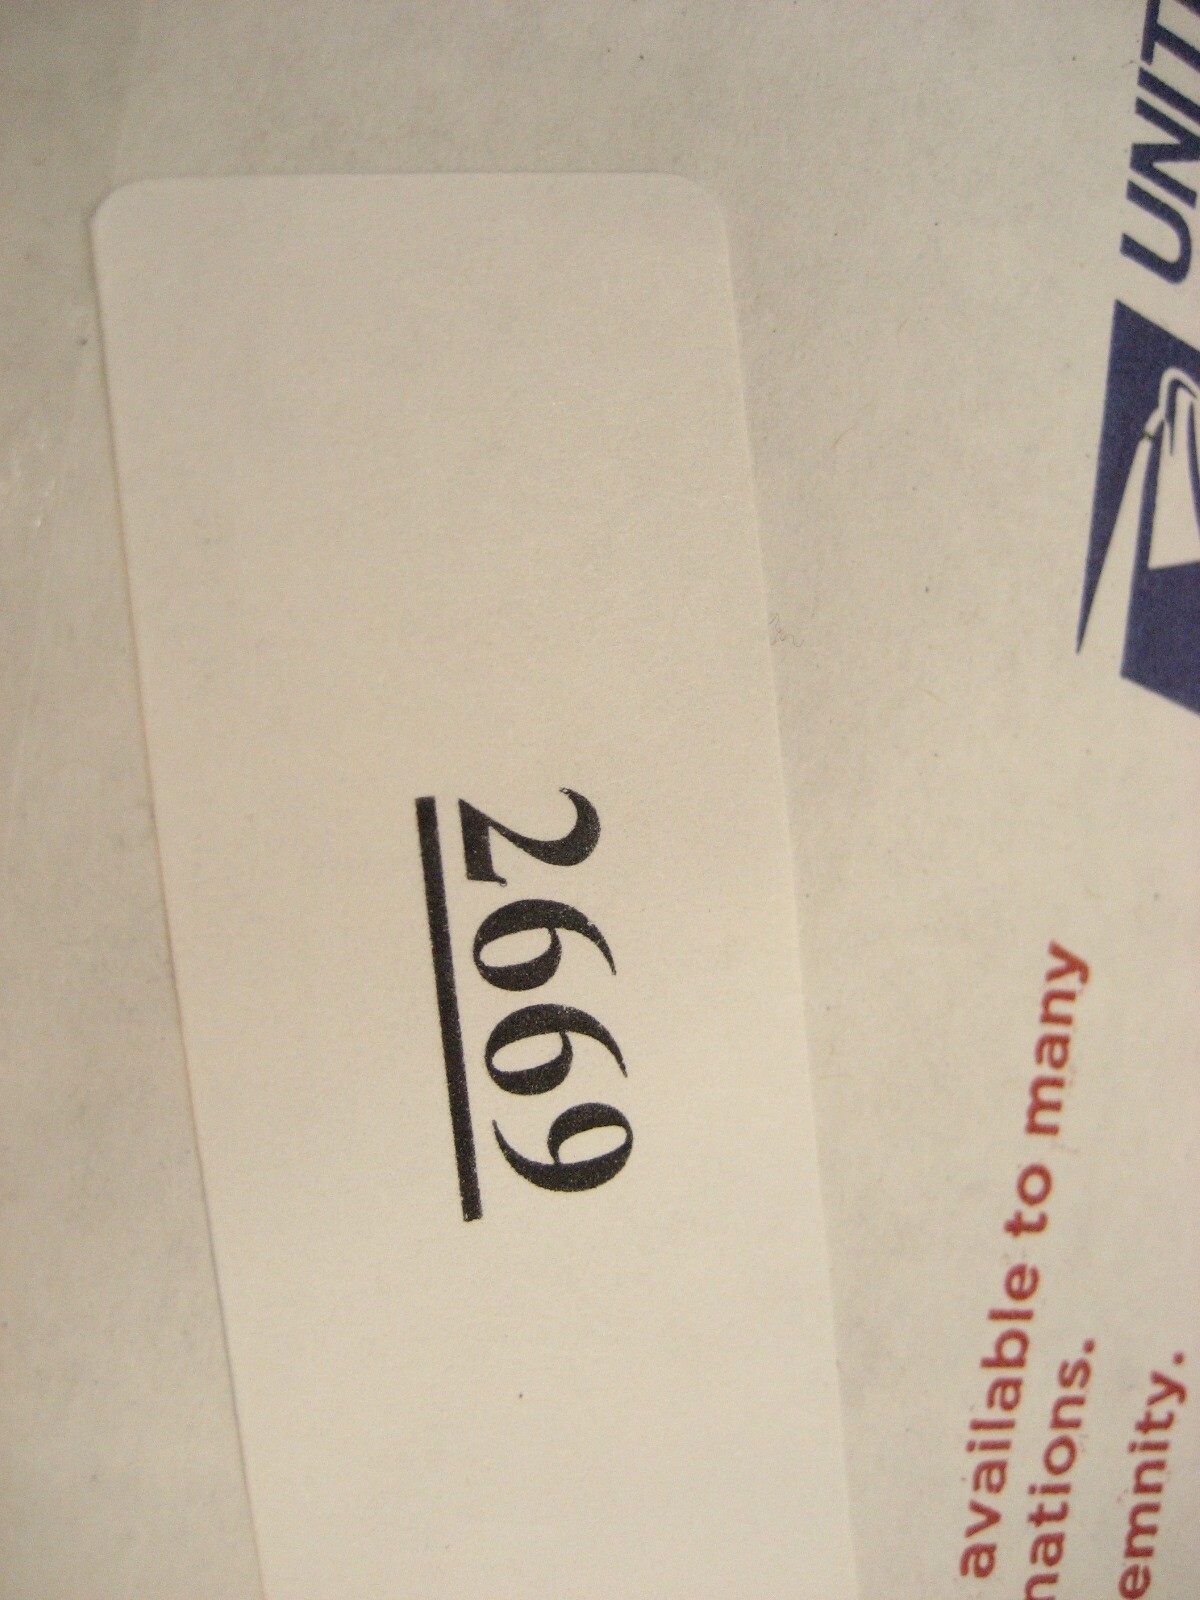 2669
UNIT
available to many
nations.
emnity.